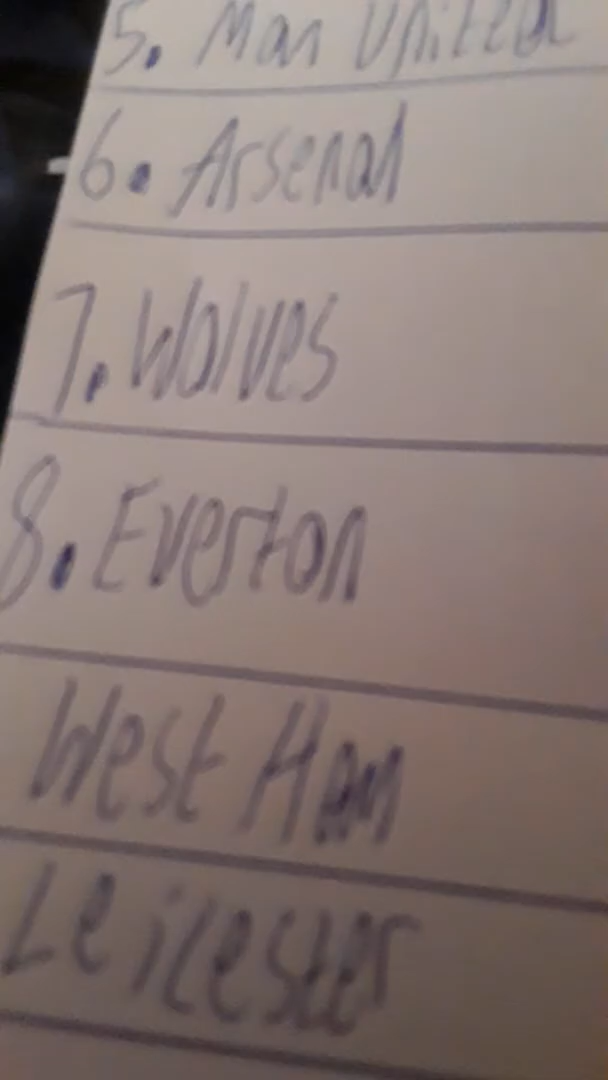 5. Man United
6. Arsenal
7. Wolves
8. Everton
West Ham
Leicester